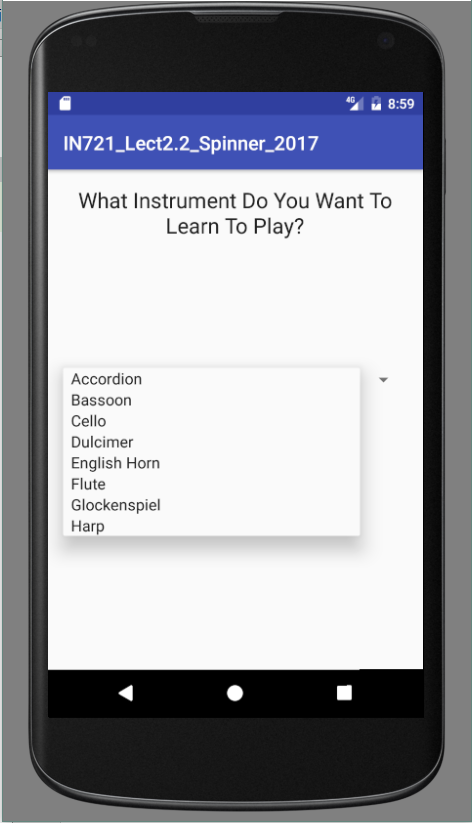 4G 8:59
IN721_Lect2.2_Spinner_2017
What Instrument Do You Want To
Learn To Play?
Accordion
Bassoon
Cello
Dulcimer
English Horn
Flute
Glockenspiel
Harp